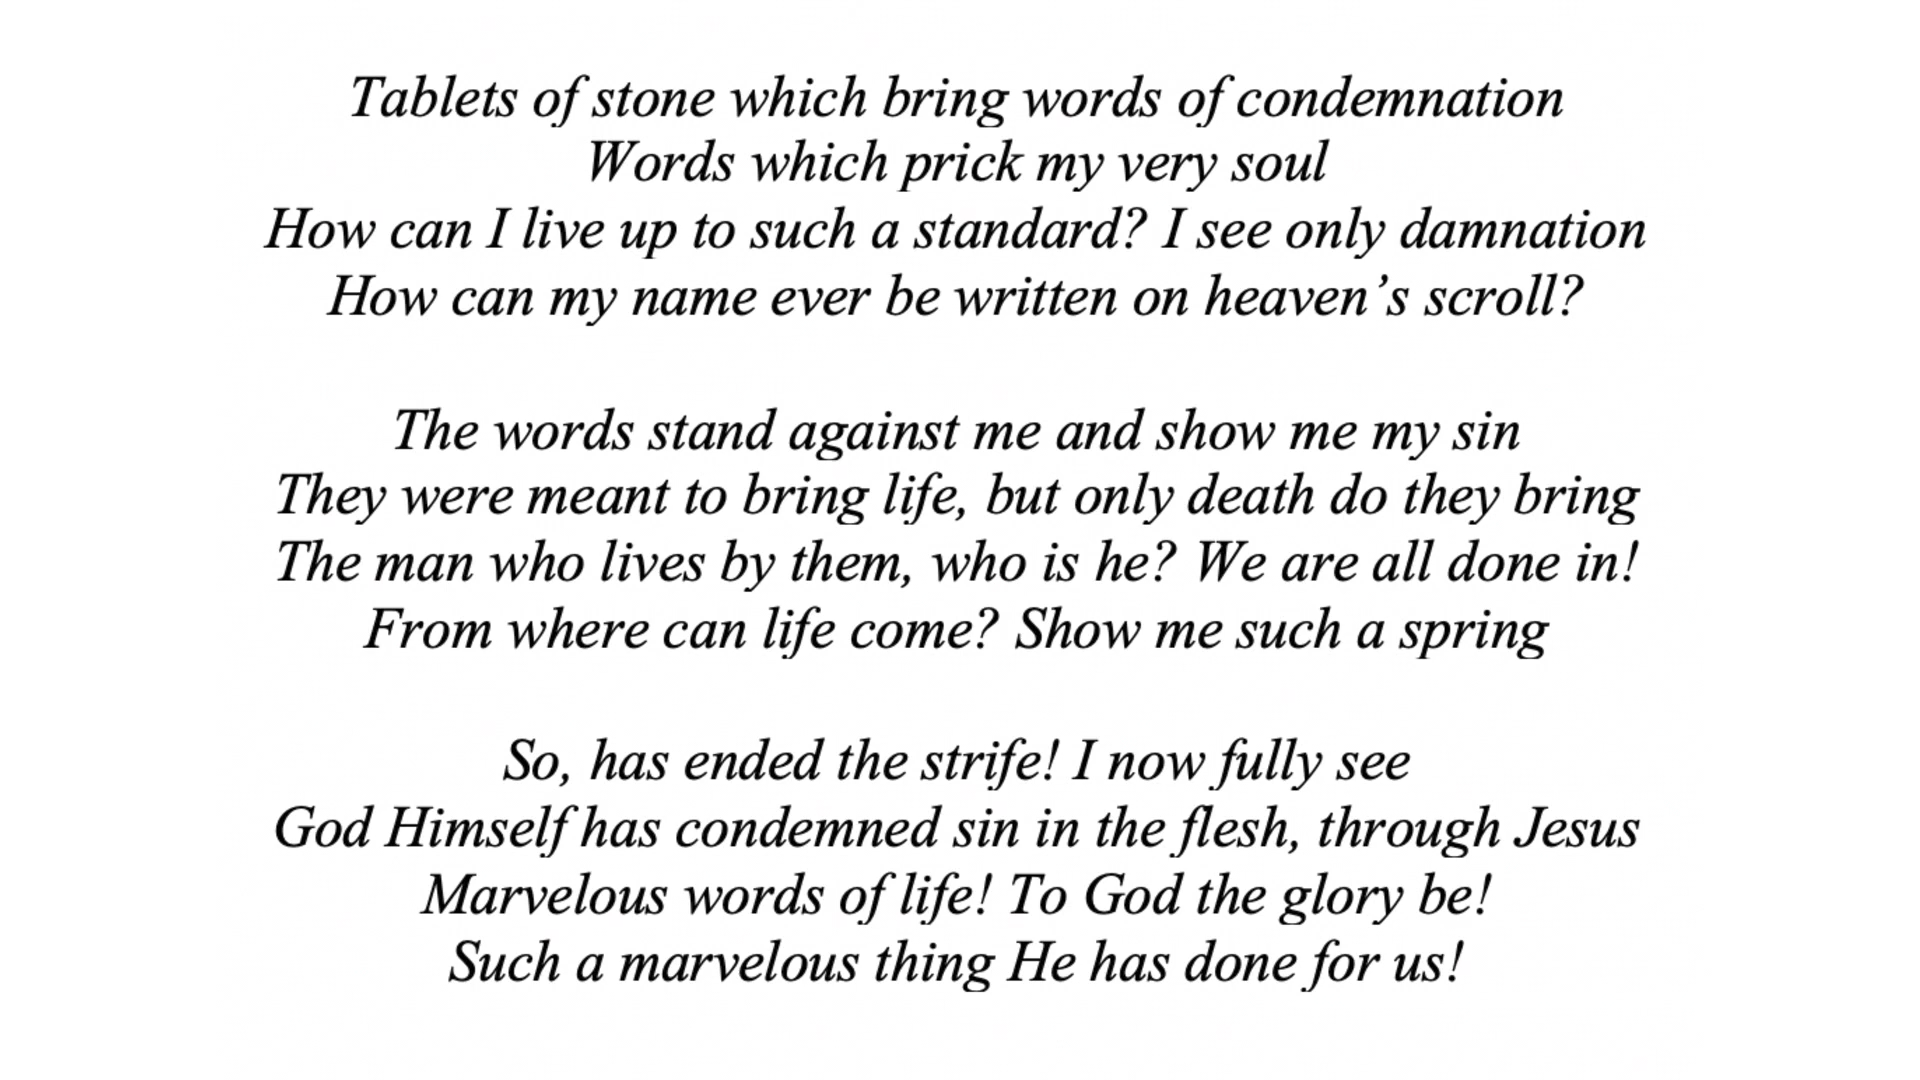 Tablets of stone which bring words of condemnation
Words which prick my very soul
How can I live up to such a standard? I see only damnation
How can my name ever be written on heaven’s scroll?

The words stand against me and show me my sin
They were meant to bring life, but only death do they bring
The man who lives by them, who is he? We are all done in!
From where can life come? Show me such a spring

So, has ended the strife! I now fully see
God Himself has condemned sin in the flesh, through Jesus
Marvelous words of life! To God the glory be!
Such a marvelous thing He has done for us!